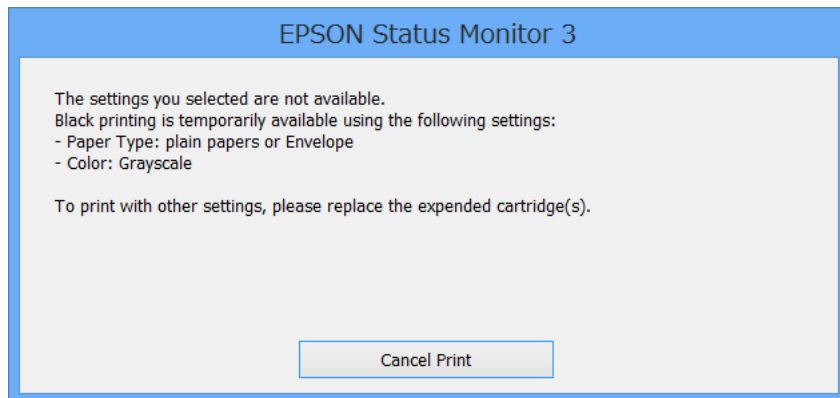 EPSON Status Monitor 3
The settings you selected are not available.
Black printing is temporarily available using the following settings:
- Paper Type: plain papers or Envelope
- Color: Grayscale
To print with other settings, please replace the expended cartridge(s).
Cancel Print